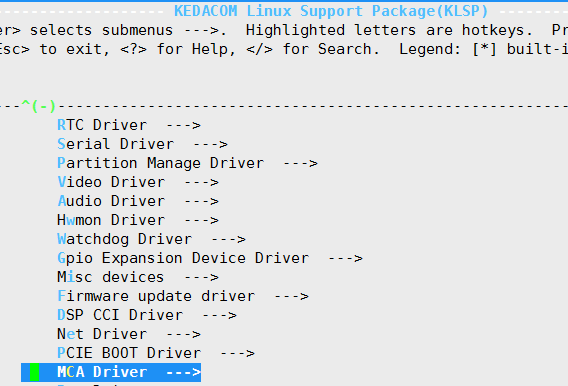 KEDACOM Linux Support Package(KLSP)
er> selects submenus --->.  Highlighted letters are hotkeys.  Pr
Esc> to exit, <?> for Help, </> for Search.  Legend: [*] built-i
^(-)
RTC Driver  --->
Serial Driver  --->
Partition Manage Driver  --->
Video Driver  --->
Audio Driver  --->
Hwmon Driver  --->
Watchdog Driver  --->
Gpio Expansion Device Driver  --->
Misc devices  --->
Firmware update driver  --->
DSP CCI Driver  --->
Net Driver  --->
PCIE BOOT Driver  --->
MCA Driver  --->